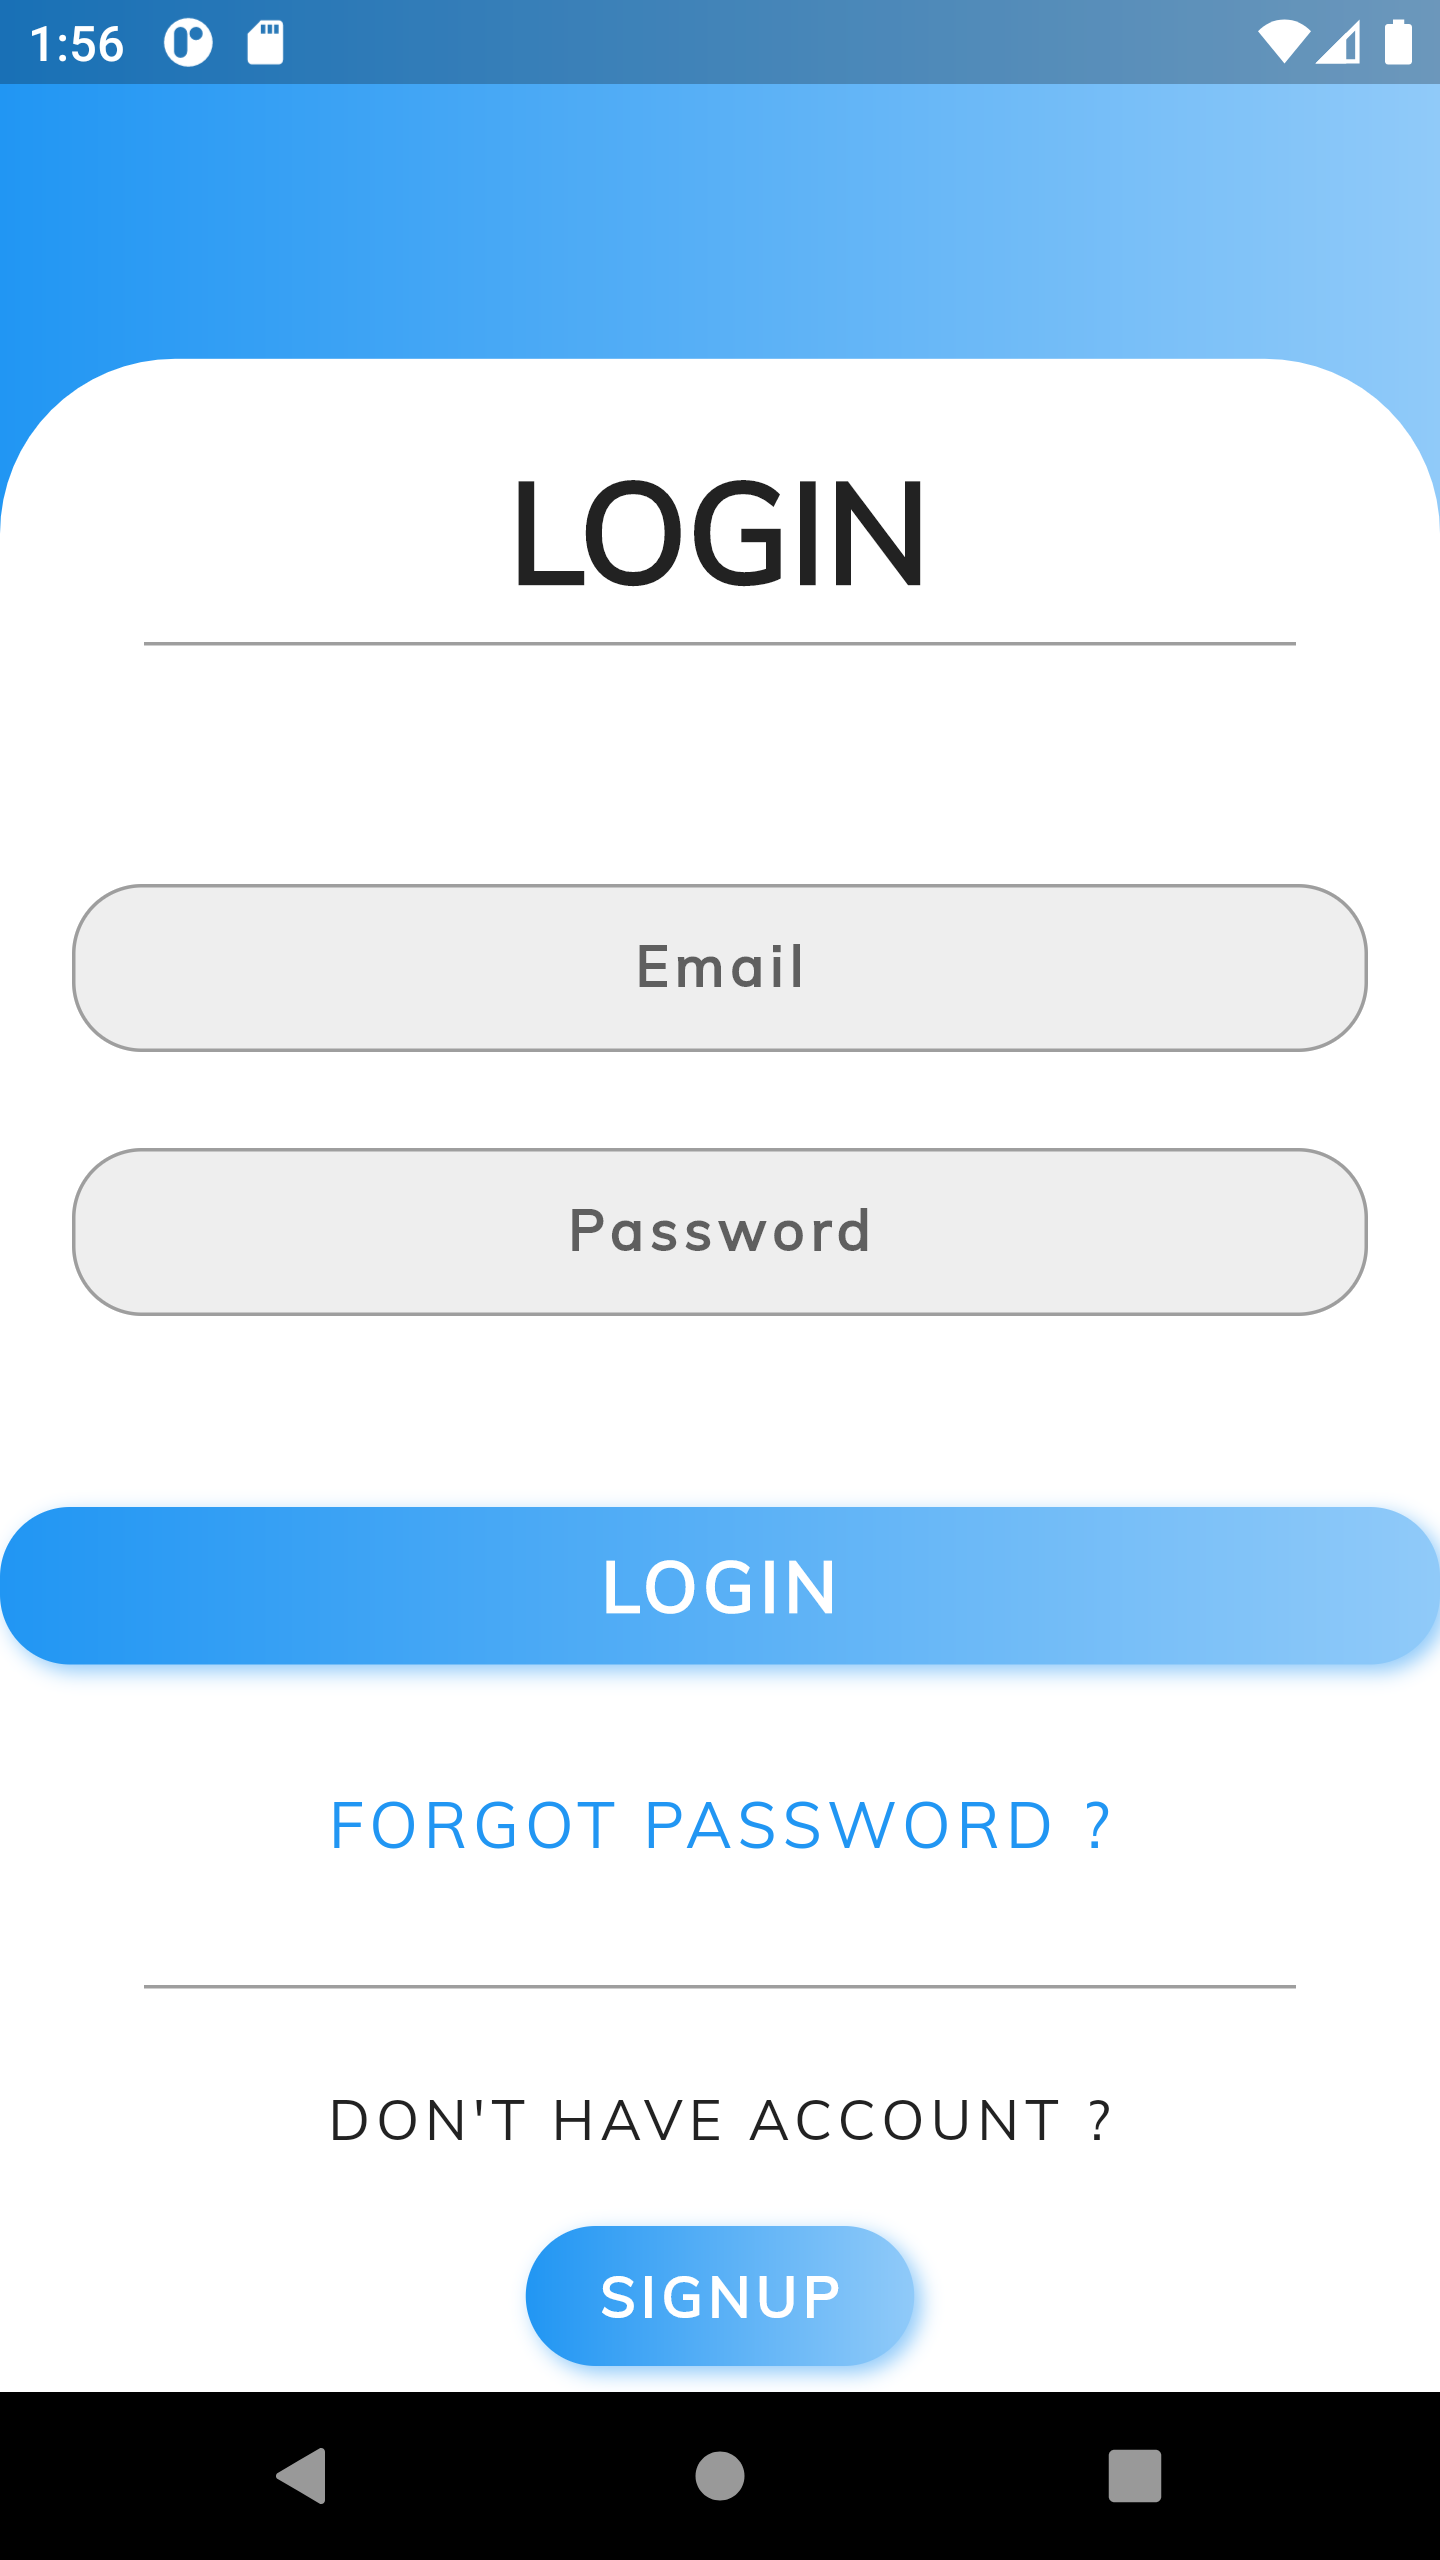 1:56
LOGIN
Email
Password
LOGIN
FORGOT PASSWORD ?
DON'T HAVE ACCOUNT ?
SIGNUP